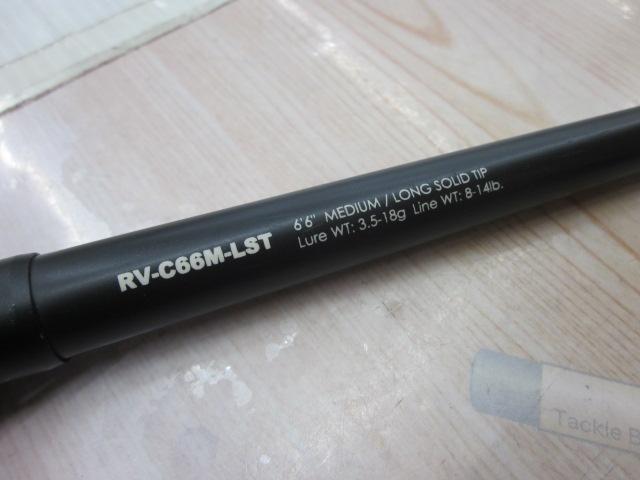 RV-C66M-LST
6'6" MEDIUM / LONG SOLID TIP
Lure WT: 3.5-18g Line WT: 8-14lb.
Tackle B